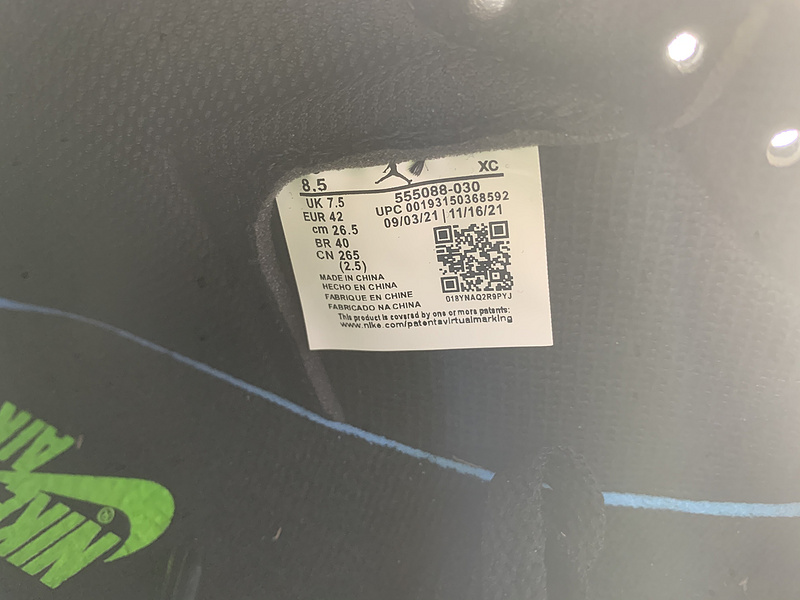 XC
8.5
555088-030
UPC 00193150368592
09/03/21 | 11/16/21
UK 7.5
EUR 42
cm 26.5
BR 40
CN 265
(2.5)
MADE IN CHINA
HECHO EN CHINA
FABRIQUE EN CHINE
FABRICADO NA CHINA
018YNAQ2R9PYJ
This product is covered by one or more patents:
www.nike.com/patentsvirtualmarking
NIKE
AIR
®